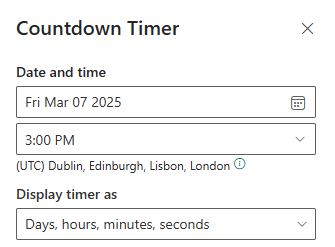 Countdown Timer
Date and time
Fri Mar 07 2025
3:00 PM
(UTC) Dublin, Edinburgh, Lisbon, London
Display timer as
Days, hours, minutes, seconds